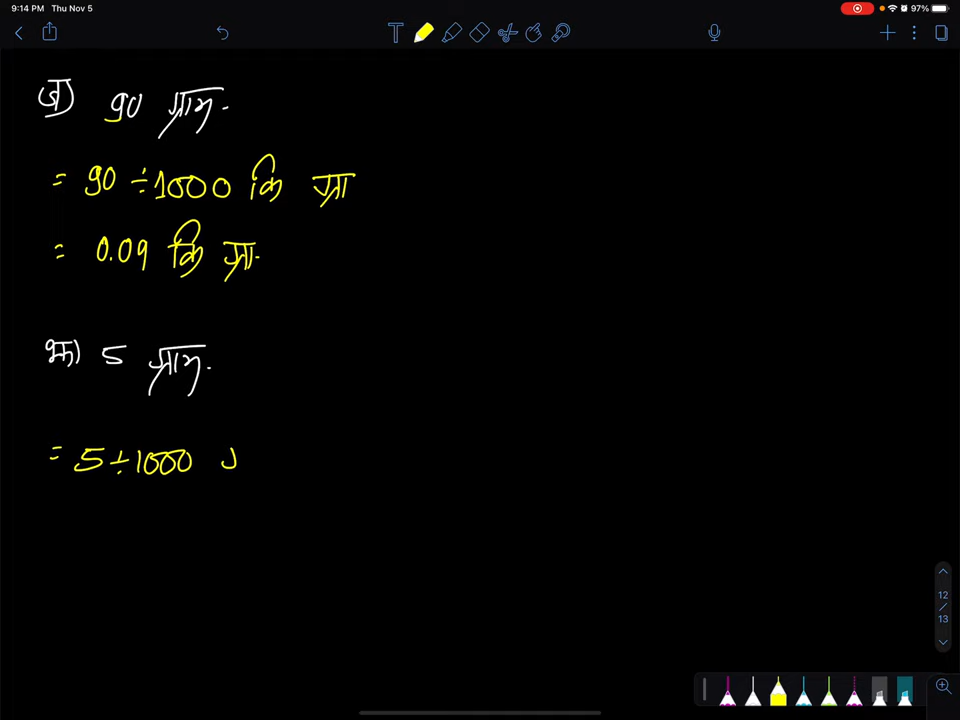 9:14 PM Thu Nov 5
97%
T
ज) 90 ग्राम.
= 90 ÷ 1000 कि ग्रा
= 0.09 कि ग्रा.
झ) 5 ग्राम.
= 5 ÷ 1000
12
/
13